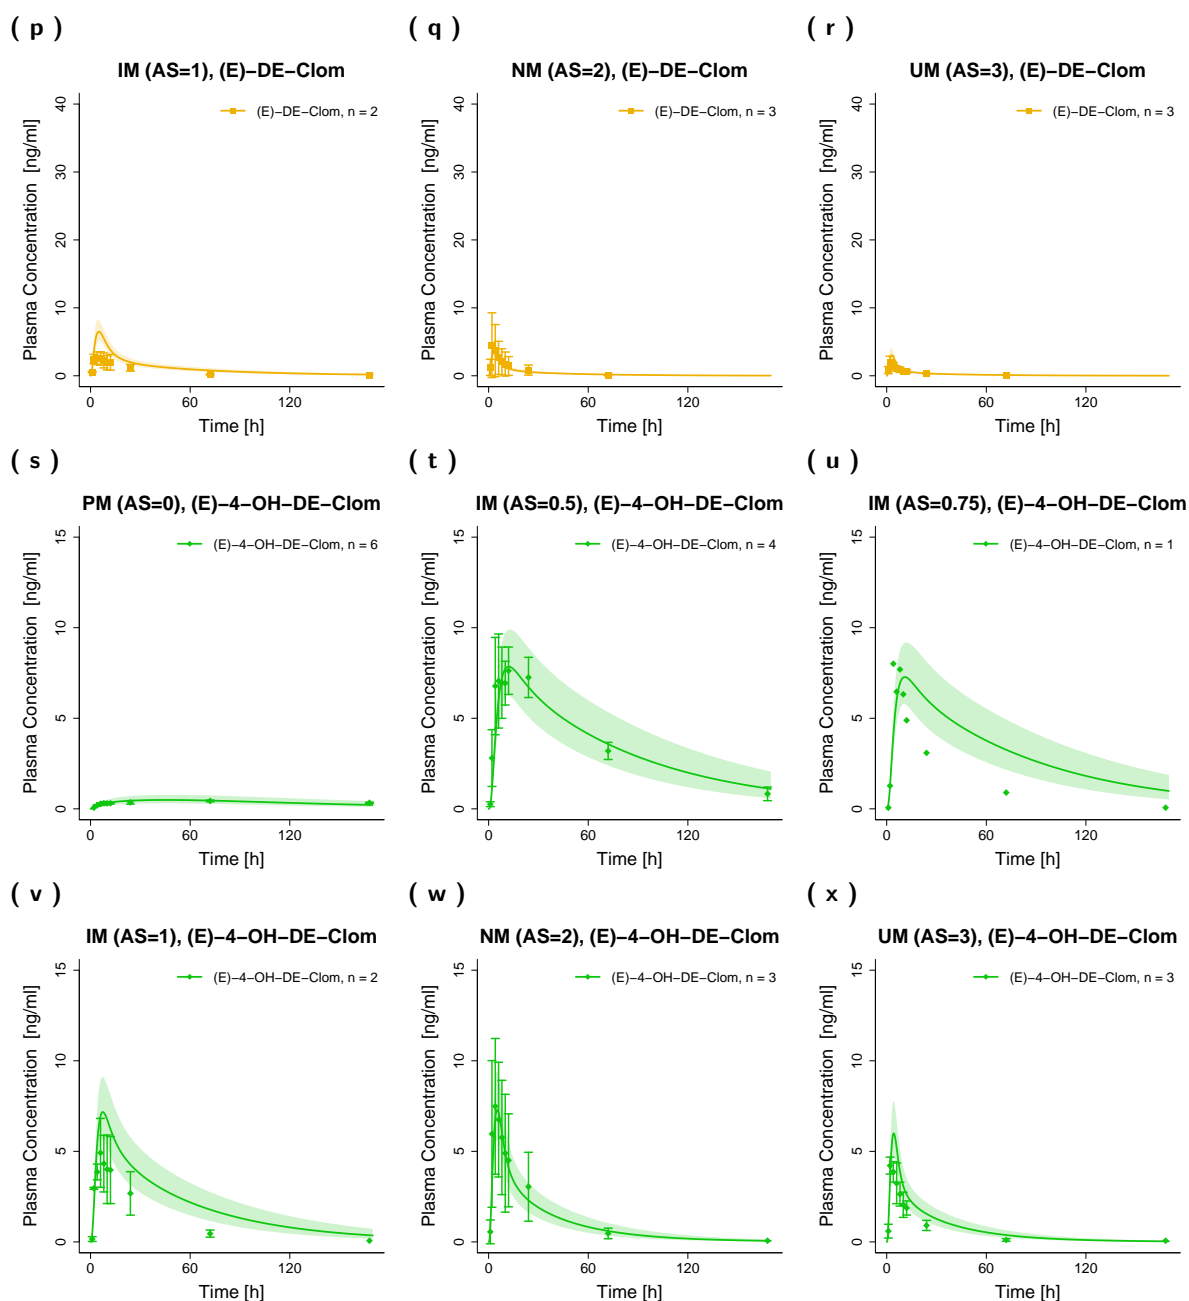 ( p )
IM (AS=1), (E)−DE−Clom
(E)−DE−Clom, n = 2
Plasma Concentration [ng/ml]
0 10 20 30 40
0 60 120
Time [h]
( q )
NM (AS=2), (E)−DE−Clom
(E)−DE−Clom, n = 3
Plasma Concentration [ng/ml]
0 10 20 30 40
0 60 120
Time [h]
( r )
UM (AS=3), (E)−DE−Clom
(E)−DE−Clom, n = 3
Plasma Concentration [ng/ml]
0 10 20 30 40
0 60 120
Time [h]
( s )
PM (AS=0), (E)−4−OH−DE−Clom
(E)−4−OH−DE−Clom, n = 6
Plasma Concentration [ng/ml]
0 5 10 15
0 60 120
Time [h]
( t )
IM (AS=0.5), (E)−4−OH−DE−Clom
(E)−4−OH−DE−Clom, n = 4
Plasma Concentration [ng/ml]
0 5 10 15
0 60 120
Time [h]
( u )
IM (AS=0.75), (E)−4−OH−DE−Clom
(E)−4−OH−DE−Clom, n = 1
Plasma Concentration [ng/ml]
0 5 10 15
0 60 120
Time [h]
( v )
IM (AS=1), (E)−4−OH−DE−Clom
(E)−4−OH−DE−Clom, n = 2
Plasma Concentration [ng/ml]
0 5 10 15
0 60 120
Time [h]
( w )
NM (AS=2), (E)−4−OH−DE−Clom
(E)−4−OH−DE−Clom, n = 3
Plasma Concentration [ng/ml]
0 5 10 15
0 60 120
Time [h]
( x )
UM (AS=3), (E)−4−OH−DE−Clom
(E)−4−OH−DE−Clom, n = 3
Plasma Concentration [ng/ml]
0 5 10 15
0 60 120
Time [h]